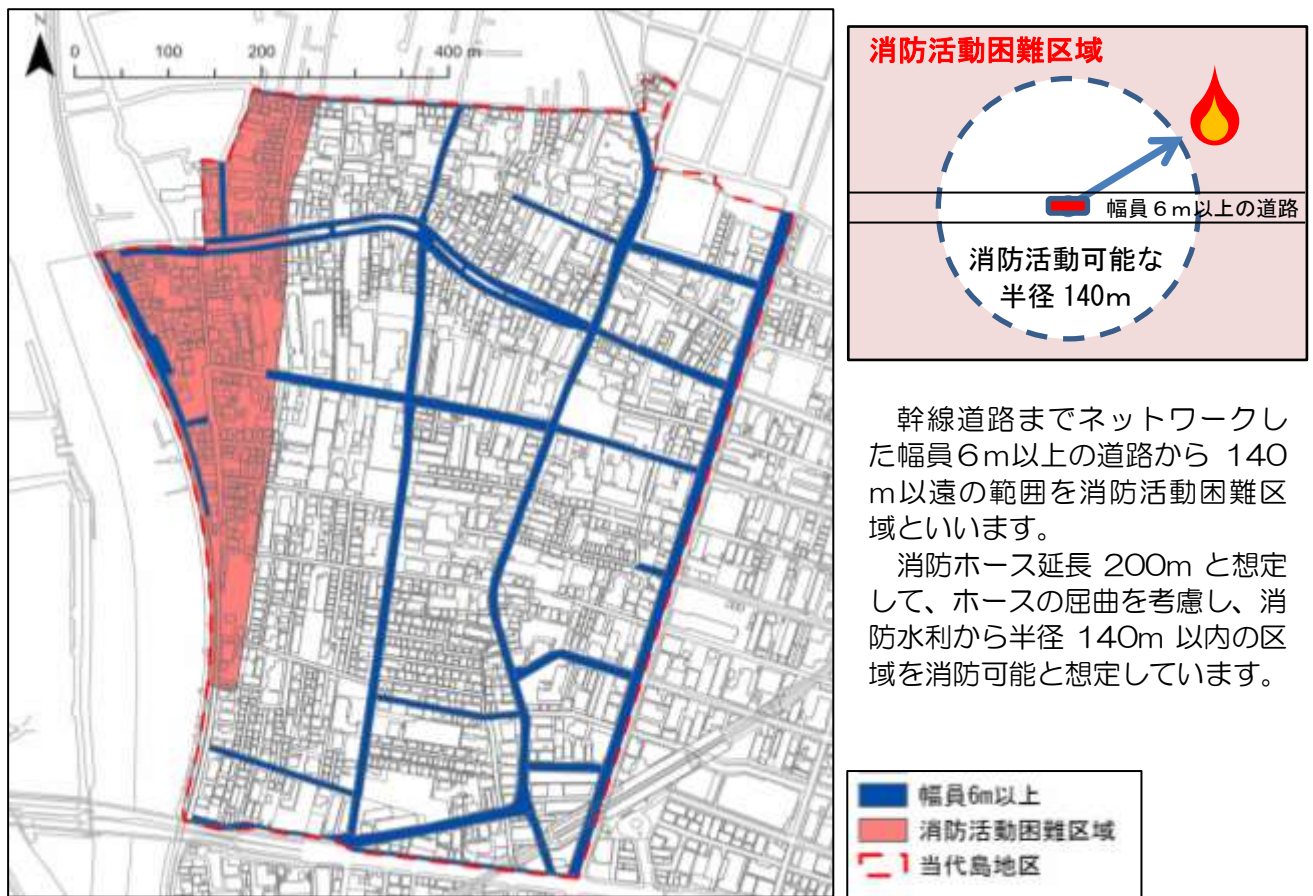 N
0 100 200 400 m
消防活動困難区域
幅員6m以上の道路
消防活動可能な
半径140m
幹線道路までネットワークし
た幅員6m以上の道路から 140
m以遠の範囲を消防活動困難区
域といいます。
消防ホース延長 200m と想定
して、ホースの屈曲を考慮し、消
防水利から半径 140m 以内の区
域を消防可能と想定しています。
幅員6m以上
消防活動困難区域
当代島地区